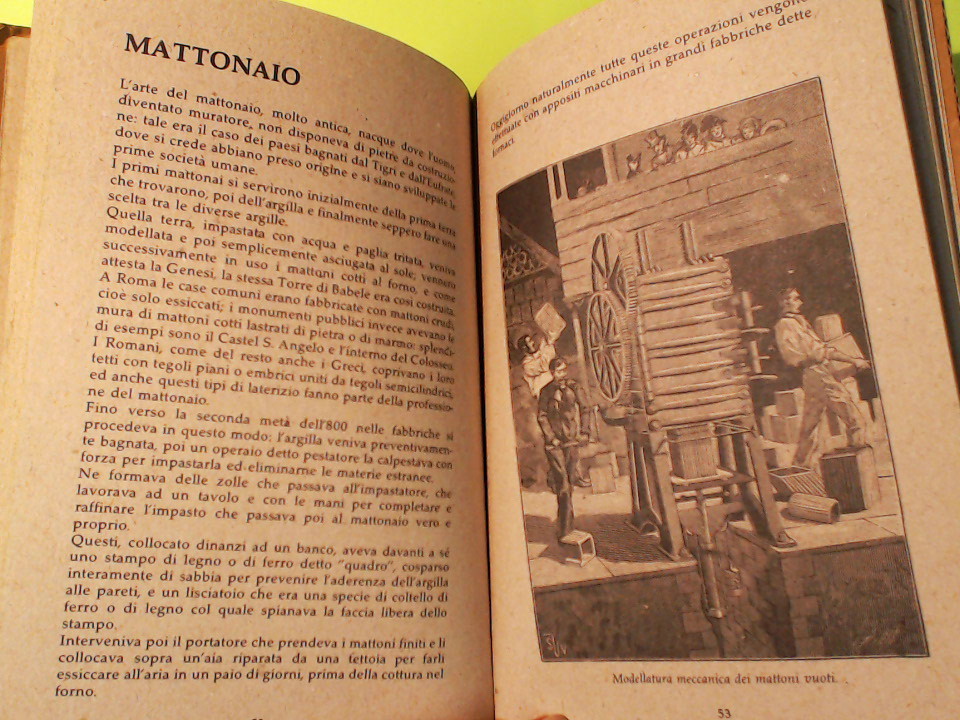 MATTONAIO
L'arte del mattonaio, molto antica, nacque dove l'uomo,
diventato muratore, non disponeva di pietre da costruzio-
ne: tale era il caso dei paesi bagnati dal Tigri e dall'Eufrate,
dove si crede abbiano preso origine e si siano sviluppate le
prime società umane.
I primi mattonai si servirono inizialmente della prima terra
che trovarono, poi dell'argilla e finalmente seppero fare una
scelta tra le diverse argille.
Quella terra, impastata con acqua e paglia tritata, veniva
modellata e poi semplicemente asciugata al sole; vennero
successivamente in uso i mattoni cotti al forno, e come
attesta la Genesi, la stessa Torre di Babele era così costruita.
A Roma le case comuni erano fabbricate con mattoni crudi,
cioè solo essiccati; i monumenti pubblici invece avevano le
mura di mattoni cotti lastrati di pietra o di marmo: splendi-
di esempi sono il Castel S. Angelo e l'interno del Colosseo.
I Romani, come del resto anche i Greci, coprivano i loro
tetti con tegoli piani o embrici uniti da tegoli semicilindrici,
ed anche questi tipi di laterizio fanno parte della professio-
ne del mattonaio.
Fino verso la seconda metà dell'800 nelle fabbriche si
procedeva in questo modo: l'argilla veniva preventivamen-
te bagnata, poi un operaio detto pestatore la calpestava con
forza per impastarla ed eliminarne le materie estranee.
Ne formava delle zolle che passava all'impastatore, che
lavorava ad un tavolo e con le mani per completare e
raffinare l'impasto che passava poi al mattonaio vero e
proprio.
Questi, collocato dinanzi ad un banco, aveva davanti a sé
uno stampo di legno o di ferro detto "quadro", cosparso
interamente di sabbia per prevenire l'aderenza dell'argilla
alle pareti, e un lisciatoio che era una specie di coltello di
ferro o di legno col quale spianava la faccia libera dello
stampo.
Interveniva poi il portatore che prendeva i mattoni finiti e li
collocava sopra un'aia riparata da una fettoia per farli
essiccare all'aria in un paio di giorni, prima della cottura nel
forno.
Oggigiorno naturalmente tutte queste operazioni vengono
effettuate con appositi macchinari in grandi fabbriche dette
fornaci.
Modellatura meccanica dei mattoni vuoti.
53